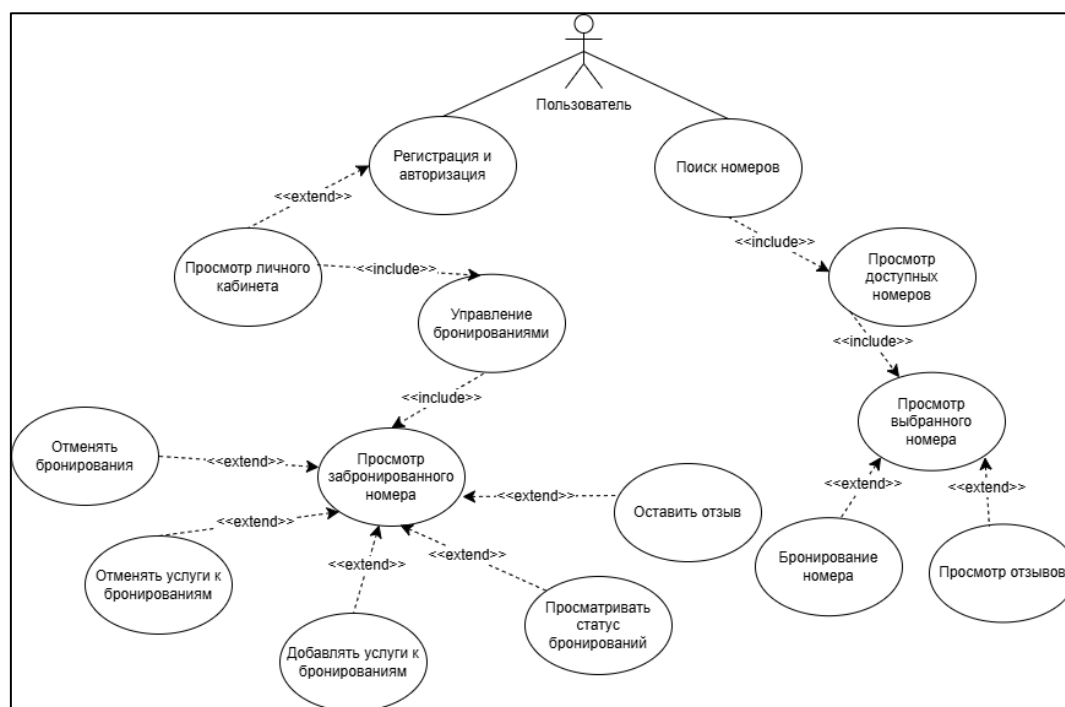 Пользователь
Регистрация и
авторизация
Поиск номеров
<<extend>>
<<include>>
Просмотр личного
кабинета
<<include>>
Просмотр
доступных
номеров
Управление
бронированиями
<<include>>
<<include>>
Просмотр
выбранного
номера
Отменять
бронирования
<<extend>>
Просмотр
забронированного
номера
<<extend>>
<<extend>>
<<extend>>
Оставить отзыв
<<extend>>
<<extend>>
<<extend>>
Бронирование
номера
Просмотр отзывов
Отменять услуги к
бронированиям
Просматривать
статус
бронирований
Добавлять услуги к
бронированиям